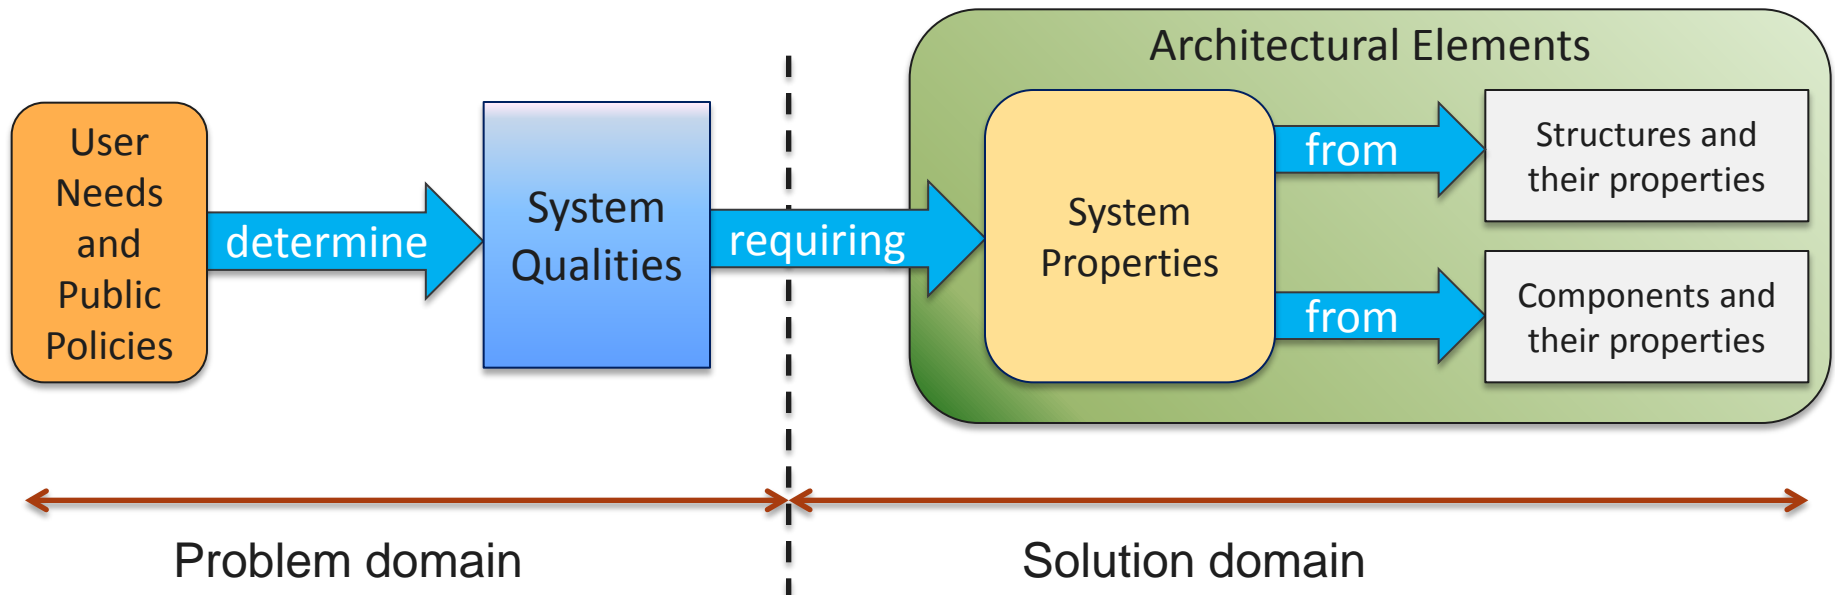 User
Needs
and
Public
Policies
determine
System
Qualities
requiring
Architectural Elements
System
Properties
from
Structures and
their properties
from
Components and
their properties
Problem domain
Solution domain